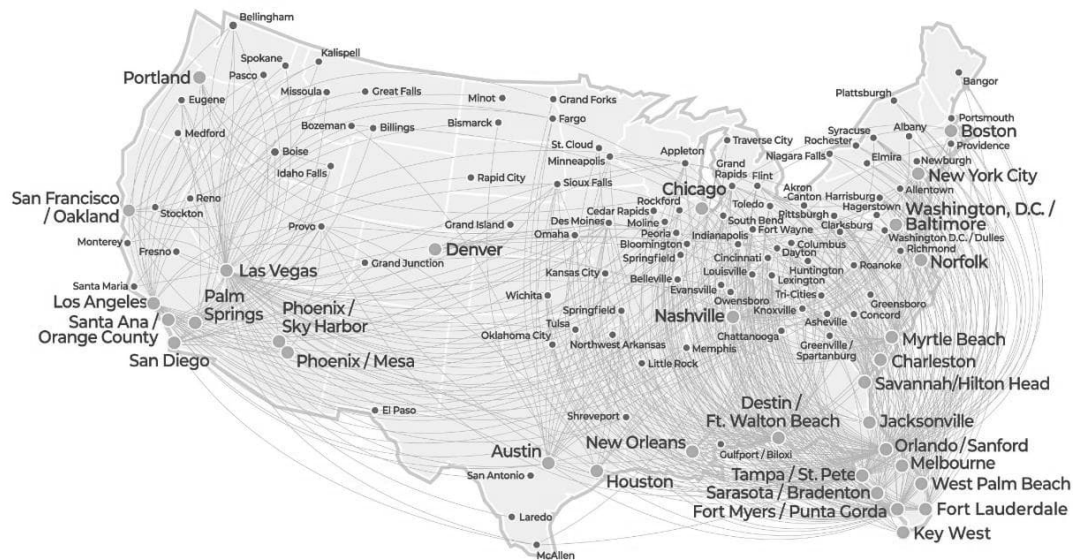 Bellingham
Spokane
Kalispell
Portland
Pasco
Eugene
Missoula
Great Falls
Minot
Grand Forks
Bangor
Plattsburgh
Medford
Bozeman
Billings
Bismarck
Fargo
Portsmouth
Boston
Providence
Syracuse
Albany
Rochester
Traverse City
St. Cloud
Minneapolis
Appleton
Niagara Falls
Elmira
Newburgh
New York City
Boise
Idaho Falls
Rapid City
Sioux Falls
Grand
Rapids
Flint
Chicago
Akron
-Canton
Harrisburg
Allentown
San Francisco
/ Oakland
Reno
Stockton
Rockford
Toledo
Hagerstown
Cedar Rapids
Pittsburgh
Washington, D.C. /
Baltimore
Provo
Grand Island
Des Moines
Moline
South Bend
Fort Wayne
Clarksburg
Omaha
Peoria
Indianapolis
Columbus
Washington D.C. / Dulles
Monterey
Fresno
Denver
Bloomington
Dayton
Richmond
Grand Junction
Springfield
Cincinnati
Huntington
Roanoke
Norfolk
Las Vegas
Kansas City
Belleville
Louisville
Lexington
Santa Maria
Evansville
Tri-Cities
Los Angeles
Palm
Springs
Phoenix /
Sky Harbor
Wichita
Springfield
Owensboro
Knoxville
Greensboro
Concord
Santa Ana /
Orange County
Tulsa
Nashville
Asheville
Oklahoma City
Northwest Arkansas
Chattanooga
Greenville /
Spartanburg
Myrtle Beach
San Diego
Phoenix / Mesa
Memphis
Little Rock
Charleston
Savannah/Hilton Head
El Paso
Shreveport
Destin /
Ft. Walton Beach
Jacksonville
New Orleans
Gulfport / Biloxi
Orlando / Sanford
Austin
Melbourne
San Antonio
Houston
Tampa / St. Pete
West Palm Beach
Sarasota / Bradenton
Fort Myers / Punta Gorda
Fort Lauderdale
Laredo
Key West
McAllen